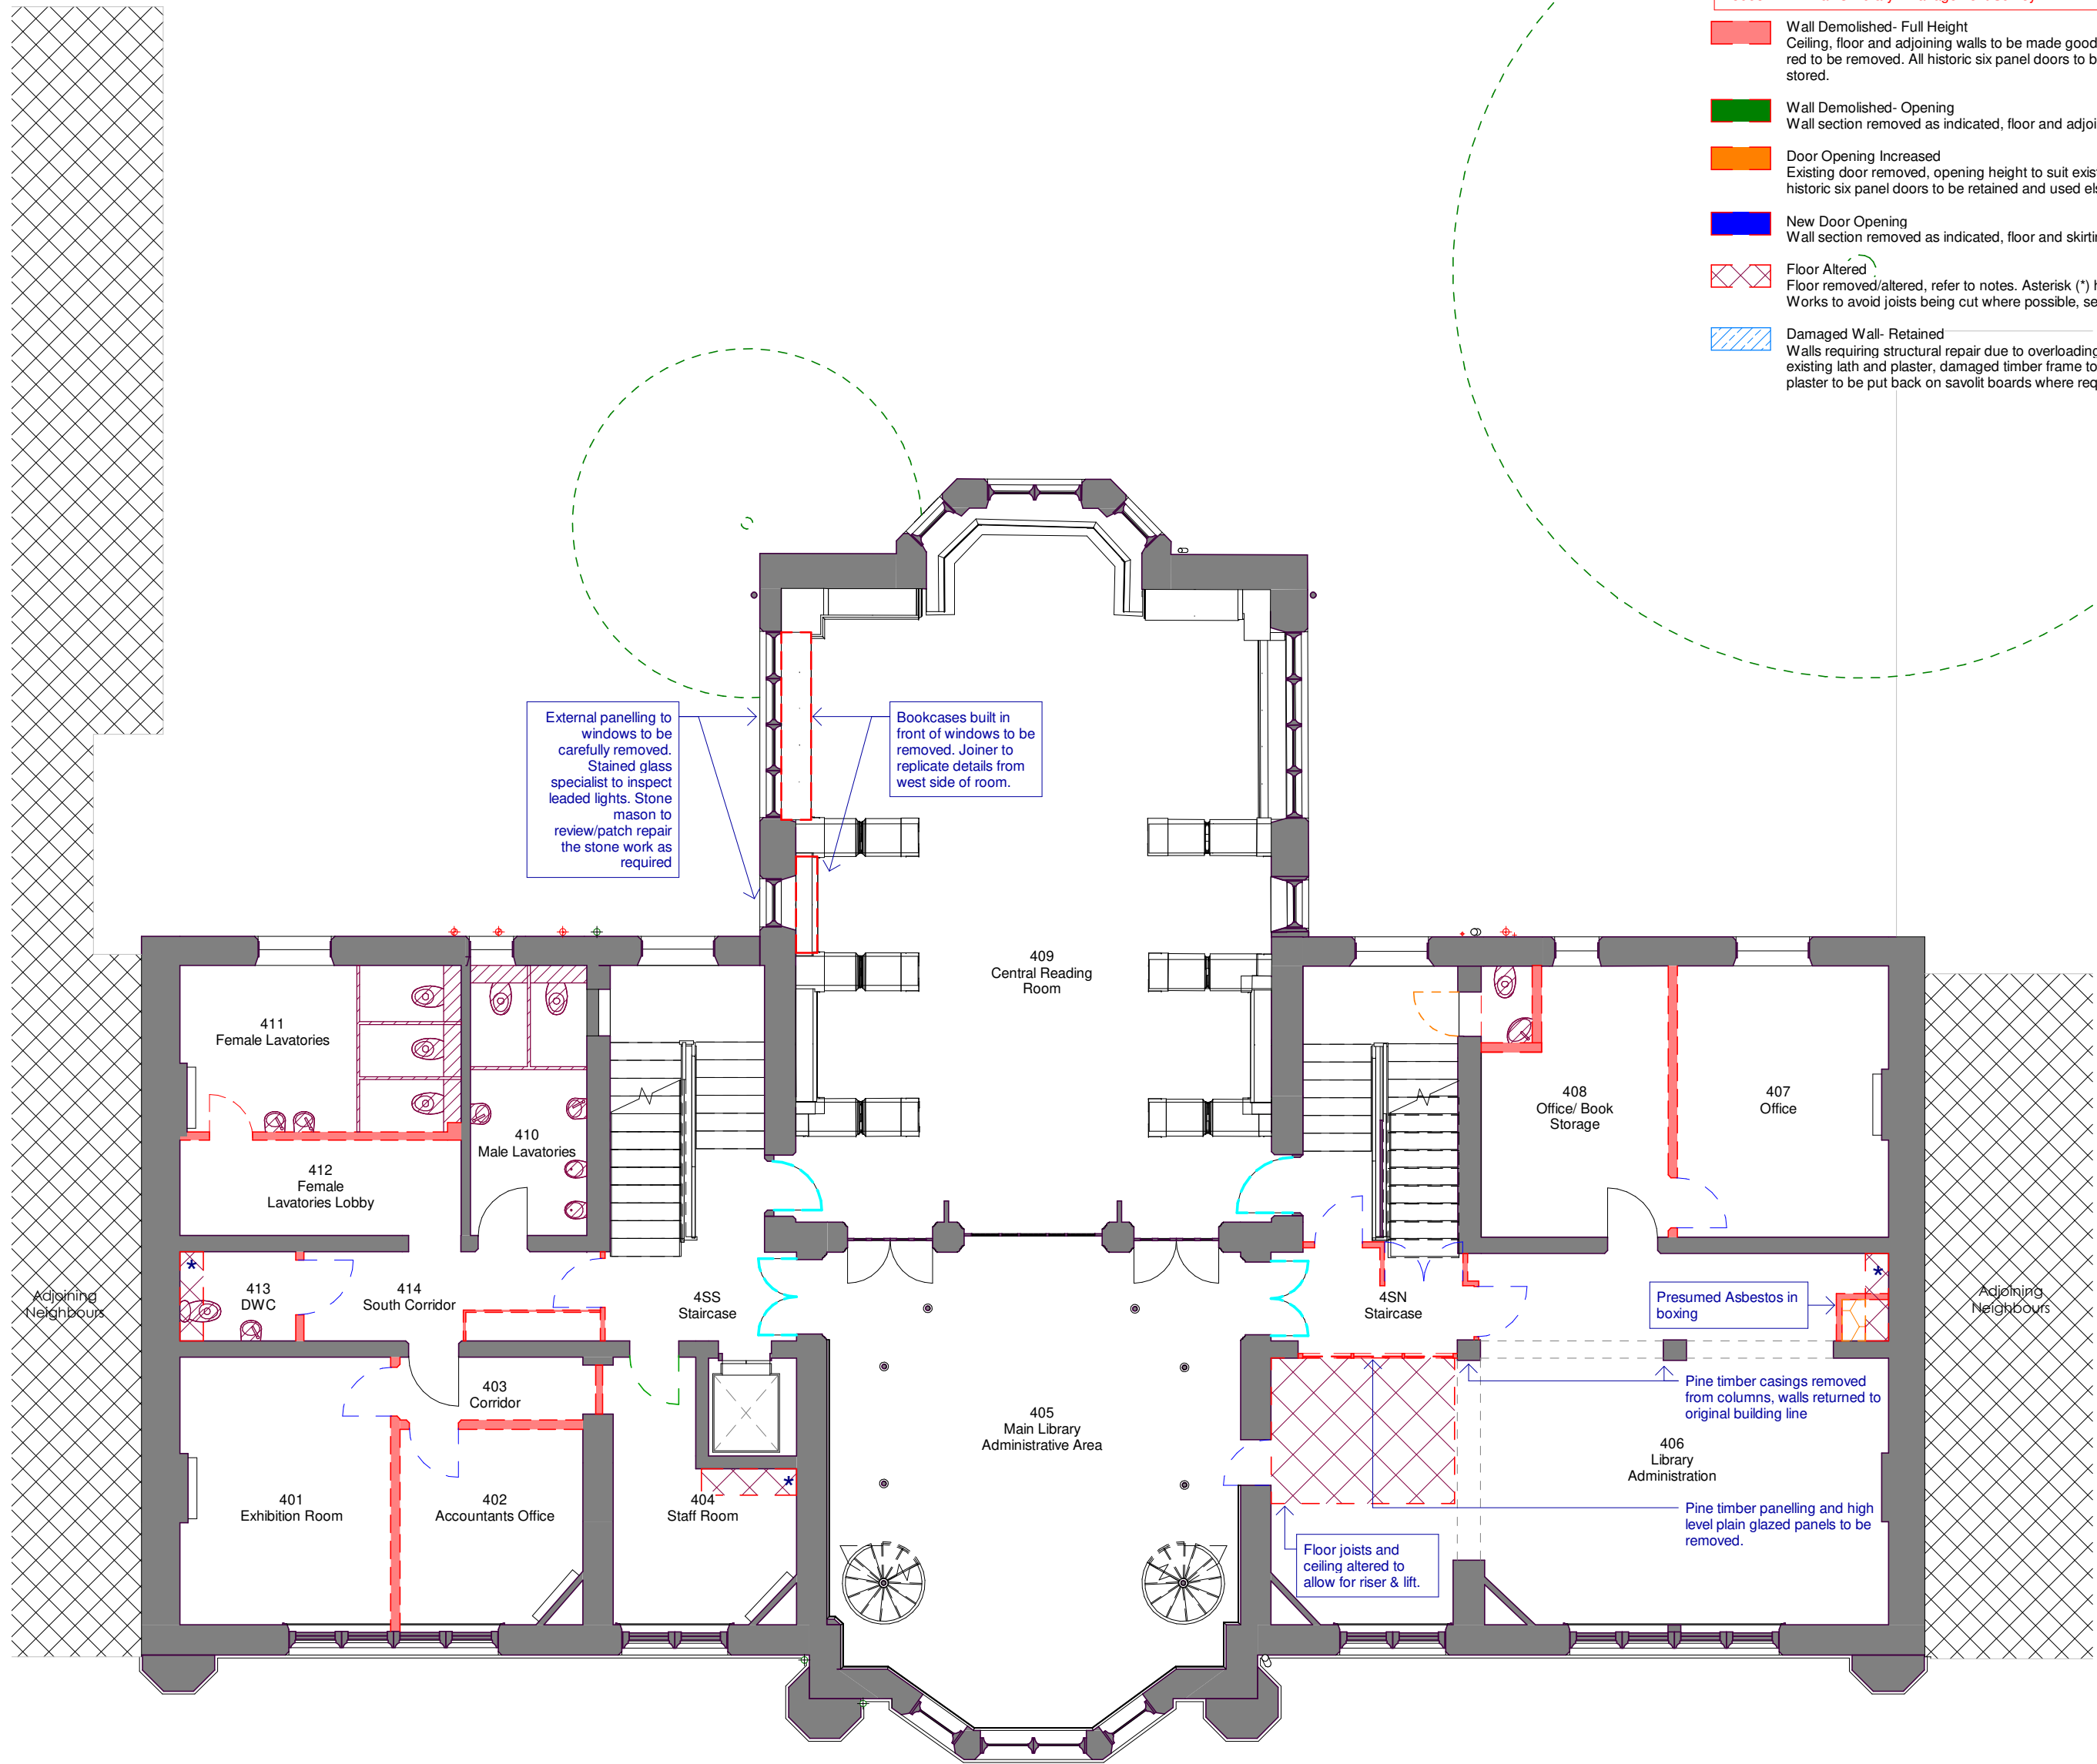 Wall Demolished- Full Height
Ceiling, floor and adjoining walls to be made good
red to be removed. All historic six panel doors to b
stored.
Wall Demolished- Opening
Wall section removed as indicated, floor and adjoi
Door Opening Increased
Existing door removed, opening height to suit exis
historic six panel doors to be retained and used els
New Door Opening
Wall section removed as indicated, floor and skirtin
Floor Altered
Floor removed/altered, refer to notes. Asterisk (*) h
Works to avoid joists being cut where possible, se
Damaged Wall- Retained
Walls requiring structural repair due to overloading
existing lath and plaster, damaged timber frame to
plaster to be put back on savolit boards where req
External panelling to
windows to be
carefully removed.
Stained glass
specialist to inspect
leaded lights. Stone
mason to
review/patch repair
the stone work as
required
Bookcases built in
front of windows to be
removed. Joiner to
replicate details from
west side of room.
409
Central Reading
Room
411
Female Lavatories
410
Male Lavatories
412
Female
Lavatories Lobby
408
Office/ Book
Storage
407
Office
*
413
DWC
414
South Corridor
4SS
Staircase
4SN
Staircase
*
Presumed Asbestos in
boxing
Adjoining
Neighbours
Adjoining
Neighbours
403
Corridor
Pine timber casings removed
from columns, walls returned to
original building line
405
Main Library
Administrative Area
406
Library
Administration
401
Exhibition Room
402
Accountants Office
*
404
Staff Room
Pine timber panelling and high
level plain glazed panels to be
removed.
Floor joists and
ceiling altered to
allow for riser & lift.